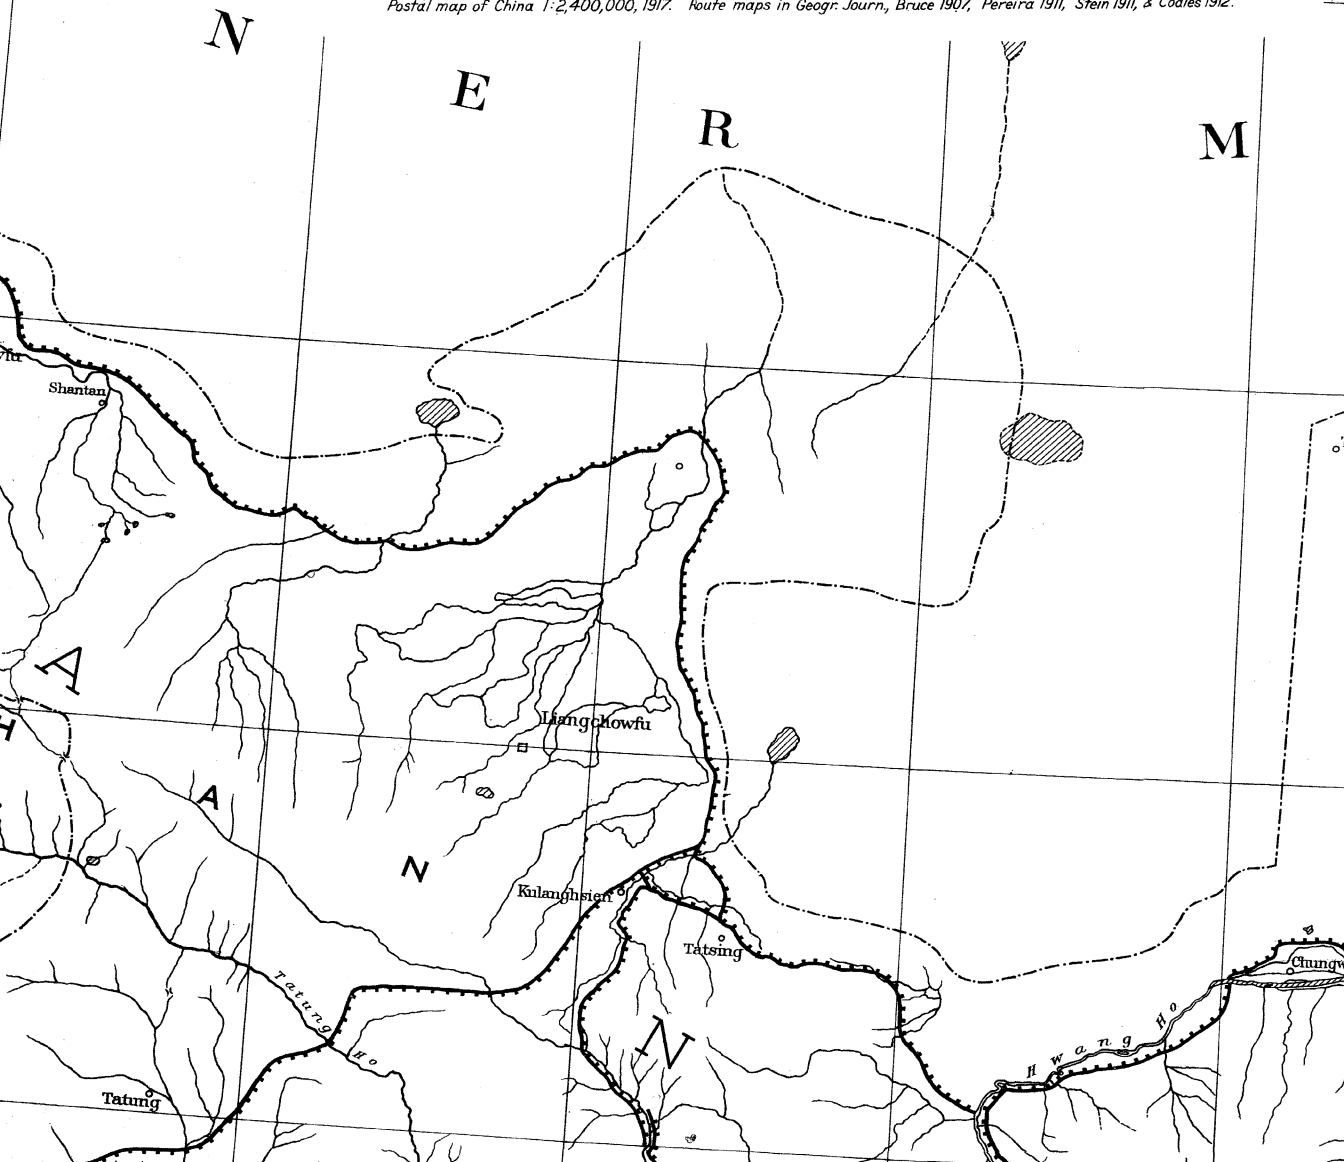 Postal map of China 1:2,400,000, 1917. Route maps in Geogr. Journ., Bruce 1907, Pereira 1911, Stein 1911, & Coales 1912.
N
E
R
M
Shantan
A
H
Liangchowfu
A
N
Kulanghsien
Tatsing
Chungw
Tatung Ho
Hwang Ho
N
Tatung